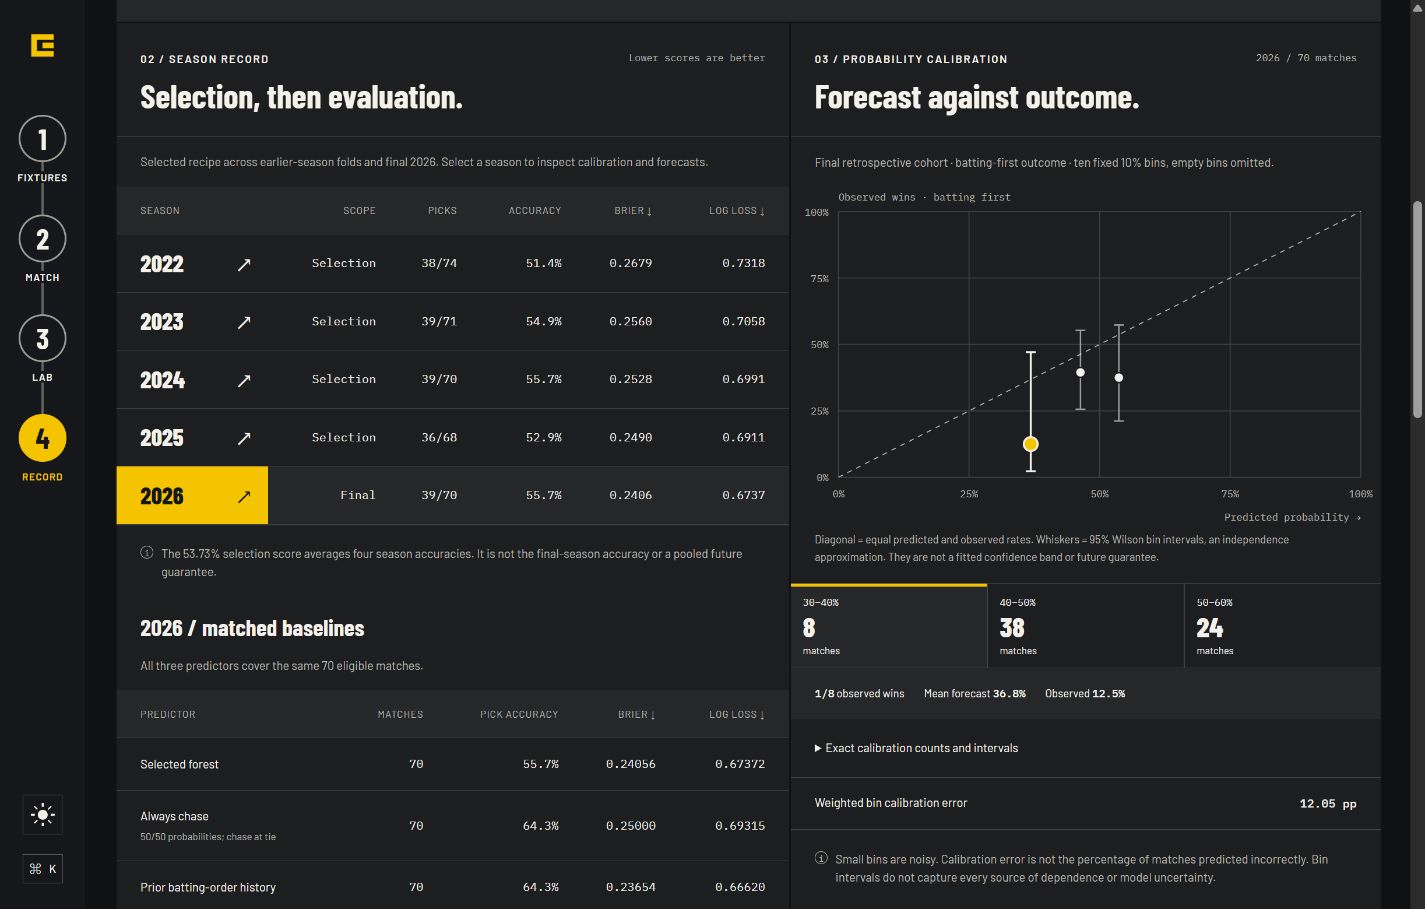 1
FIXTURES
2
MATCH
3
LAB
4
RECORD
⌘ K
02 / SEASON RECORD
Lower scores are better
Selection, then evaluation.
Selected recipe across earlier-season folds and final 2026. Select a season to inspect calibration and forecasts.
SEASON SCOPE PICKS ACCURACY BRIER ↓ LOG LOSS ↓
2022 ↗ Selection 38/74 51.4% 0.2679 0.7318
2023 ↗ Selection 39/71 54.9% 0.2560 0.7058
2024 ↗ Selection 39/70 55.7% 0.2528 0.6991
2025 ↗ Selection 36/68 52.9% 0.2490 0.6911
2026 ↗ Final 39/70 55.7% 0.2406 0.6737
The 53.73% selection score averages four season accuracies. It is not the final-season accuracy or a pooled future
guarantee.
2026 / matched baselines
All three predictors cover the same 70 eligible matches.
PREDICTOR MATCHES PICK ACCURACY BRIER ↓ LOG LOSS ↓
Selected forest 70 55.7% 0.24056 0.67372
Always chase 70 64.3% 0.25000 0.69315
50/50 probabilities; chase at tie
Prior batting-order history 70 64.3% 0.23654 0.66620
03 / PROBABILITY CALIBRATION
2026 / 70 matches
Forecast against outcome.
Final retrospective cohort · batting-first outcome · ten fixed 10% bins, empty bins omitted.
Observed wins · batting first
100%
75%
50%
25%
0%
0% 25% 50% 75% 100%
Predicted probability →
Diagonal = equal predicted and observed rates. Whiskers = 95% Wilson bin intervals, an independence
approximation. They are not a fitted confidence band or future guarantee.
30–40% 40–50% 50–60%
8 38 24
matches matches matches
1/8 observed wins Mean forecast 36.8% Observed 12.5%
▶ Exact calibration counts and intervals
Weighted bin calibration error 12.05 pp
Small bins are noisy. Calibration error is not the percentage of matches predicted incorrectly. Bin
intervals do not capture every source of dependence or model uncertainty.